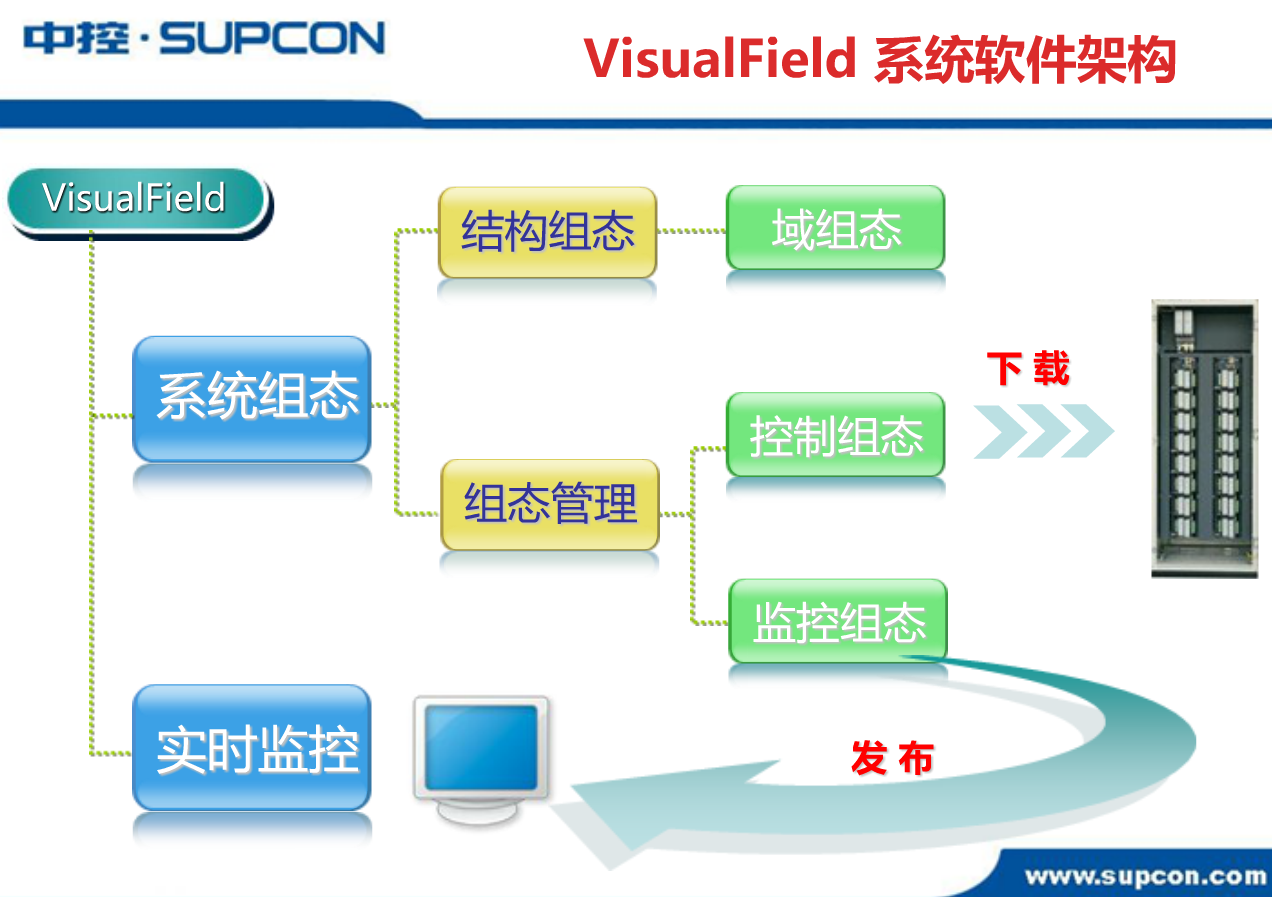 中控·SUPCON
VisualField 系统软件架构
VisualField
结构组态
域组态
系统组态
下载
控制组态
组态管理
监控组态
实时监控
发布
www.supcon.com